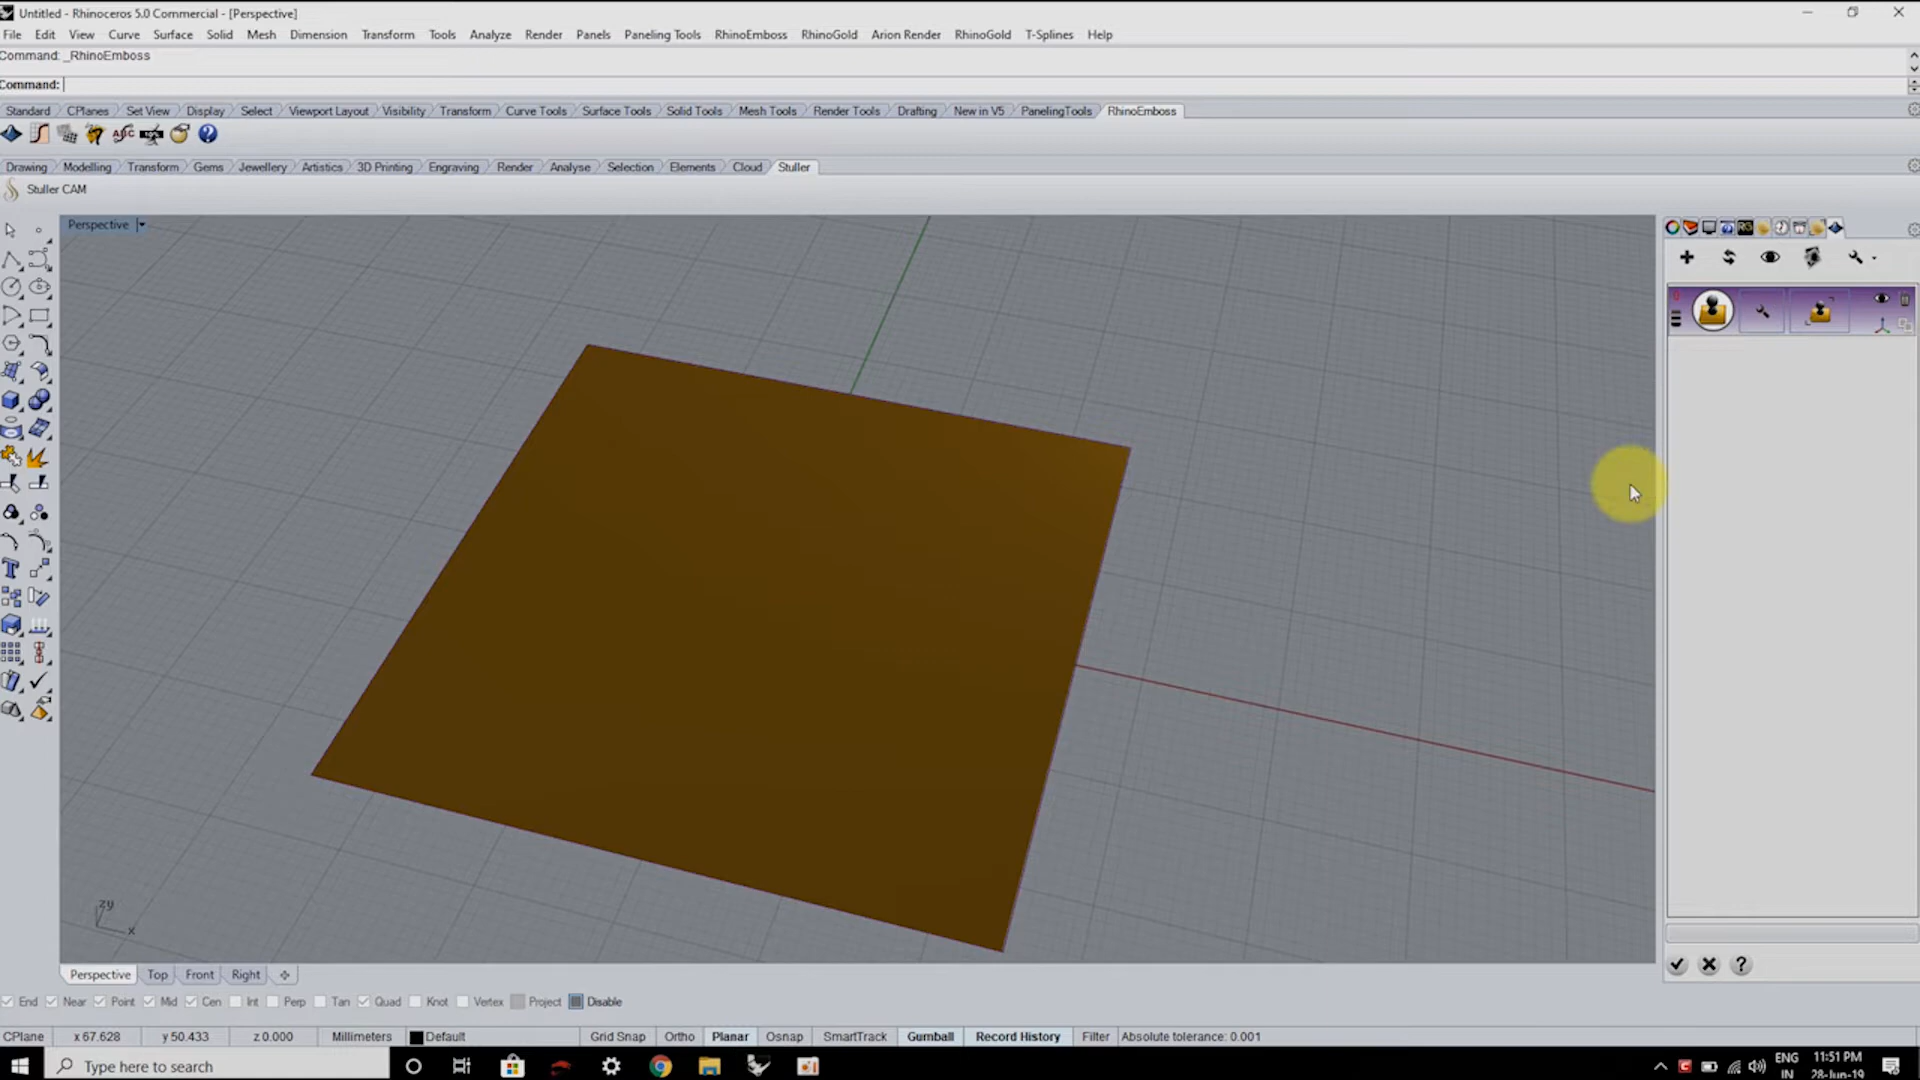 Untitled - Rhinoceros 5.0 Commercial - [Perspective]
File Edit View Curve Surface Solid Mesh Dimension Transform Tools Analyze Render Panels Paneling Tools RhinoEmboss RhinoGold Arion Render RhinoGold T-Splines Help
Command: _RhinoEmboss
Command:
Standard CPlanes Set View Display Select Viewport Layout Visibility Transform Curve Tools Surface Tools Solid Tools Mesh Tools Render Tools Drafting New in V5 PanelingTools RhinoEmboss
Drawing Modelling Transform Gems Jewellery Artistics 3D Printing Engraving Render Analyse Selection Elements Cloud Stuller
Stuller CAM
Perspective
zy
x
Perspective Top Front Right
End Near Point Mid Cen Int Perp Tan Quad Knot Vertex Project Disable
CPlane x 67.628 y 50.433 z 0.000 Millimeters Default Grid Snap Ortho Planar Osnap SmartTrack Gumball Record History Filter Absolute tolerance: 0.001
Type here to search
ENG 11:51 PM
IN 28-Jun-19